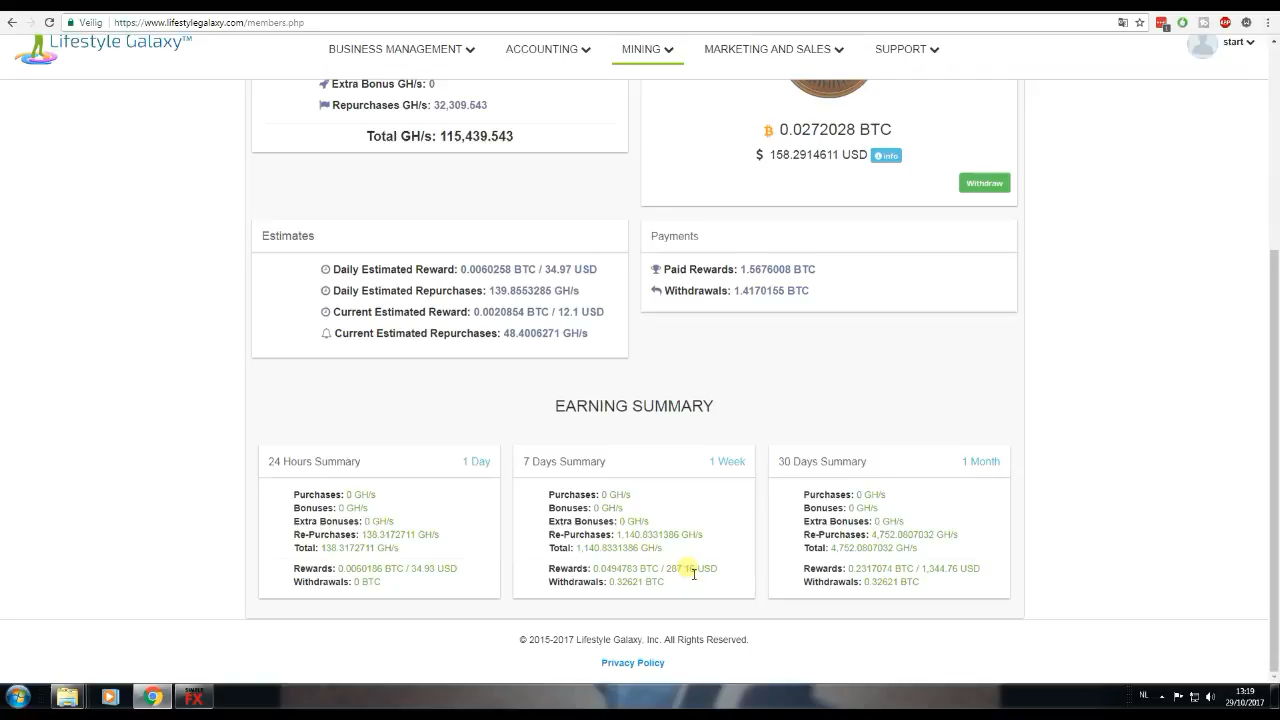 Veilig https://www.lifestylegalaxy.com/members.php
Lifestyle Galaxy™
BUSINESS MANAGEMENT ACCOUNTING MINING MARKETING AND SALES SUPPORT
start
Extra Bonus GH/s: 0
Repurchases GH/s: 32,309.543
Total GH/s: 115,439.543
0.0272028 BTC
$ 158.2914611 USD info
Withdraw
Estimates
Daily Estimated Reward: 0.0060258 BTC / 34.97 USD
Daily Estimated Repurchases: 139.8553285 GH/s
Current Estimated Reward: 0.0020854 BTC / 12.1 USD
Current Estimated Repurchases: 48.4006271 GH/s
Payments
Paid Rewards: 1.5676008 BTC
Withdrawals: 1.4170155 BTC
EARNING SUMMARY
24 Hours Summary 1 Day
Purchases: 0 GH/s
Bonuses: 0 GH/s
Extra Bonuses: 0 GH/s
Re-Purchases: 138.3172711 GH/s
Total: 138.3172711 GH/s
Rewards: 0.0060186 BTC / 34.93 USD
Withdrawals: 0 BTC
7 Days Summary 1 Week
Purchases: 0 GH/s
Bonuses: 0 GH/s
Extra Bonuses: 0 GH/s
Re-Purchases: 1,140.8331386 GH/s
Total: 1,140.8331386 GH/s
Rewards: 0.0494783 BTC / USD
Withdrawals: 0.32621 BTC
30 Days Summary 1 Month
Purchases: 0 GH/s
Bonuses: 0 GH/s
Extra Bonuses: 0 GH/s
Re-Purchases: 4,752.0807032 GH/s
Total: 4,752.0807032 GH/s
Rewards: 0.2317074 BTC / 1,344.76 USD
Withdrawals: 0.32621 BTC
© 2015-2017 Lifestyle Galaxy, Inc. All Rights Reserved.
Privacy Policy
SIMPLE
FX
NL
13:19
29/10/2017